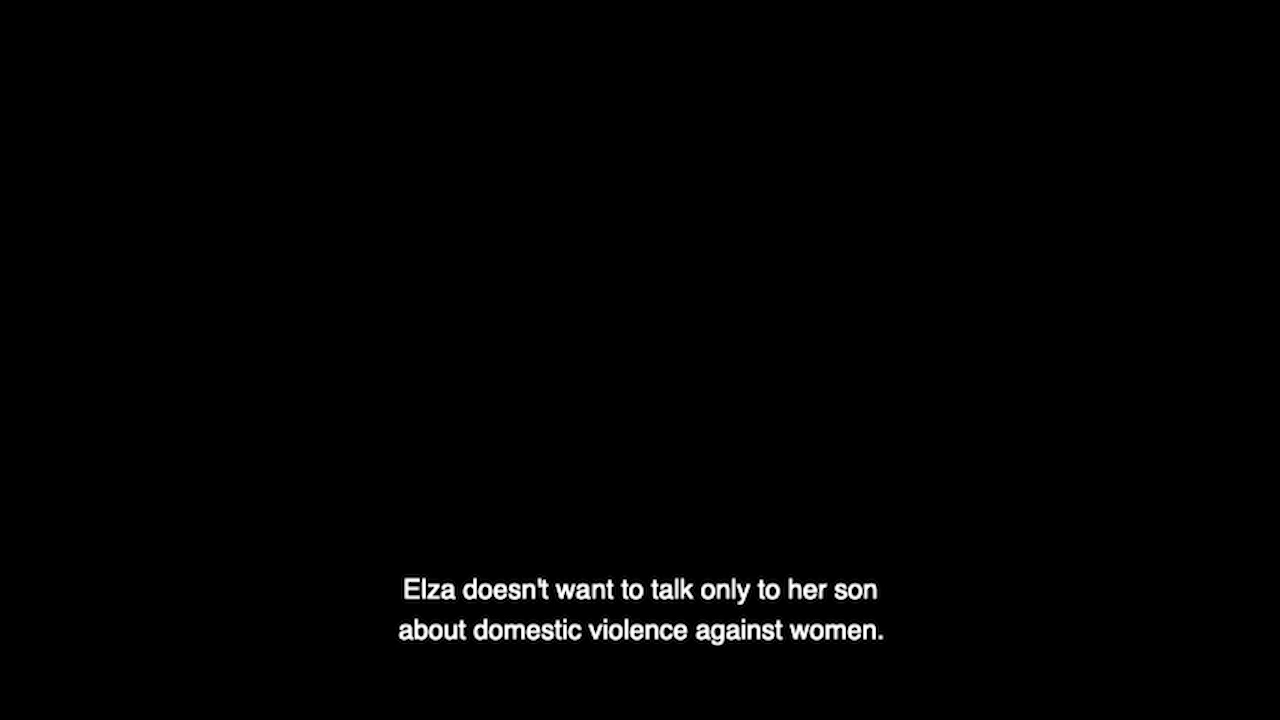 Elza doesn't want to talk only to her son
about domestic violence against women.